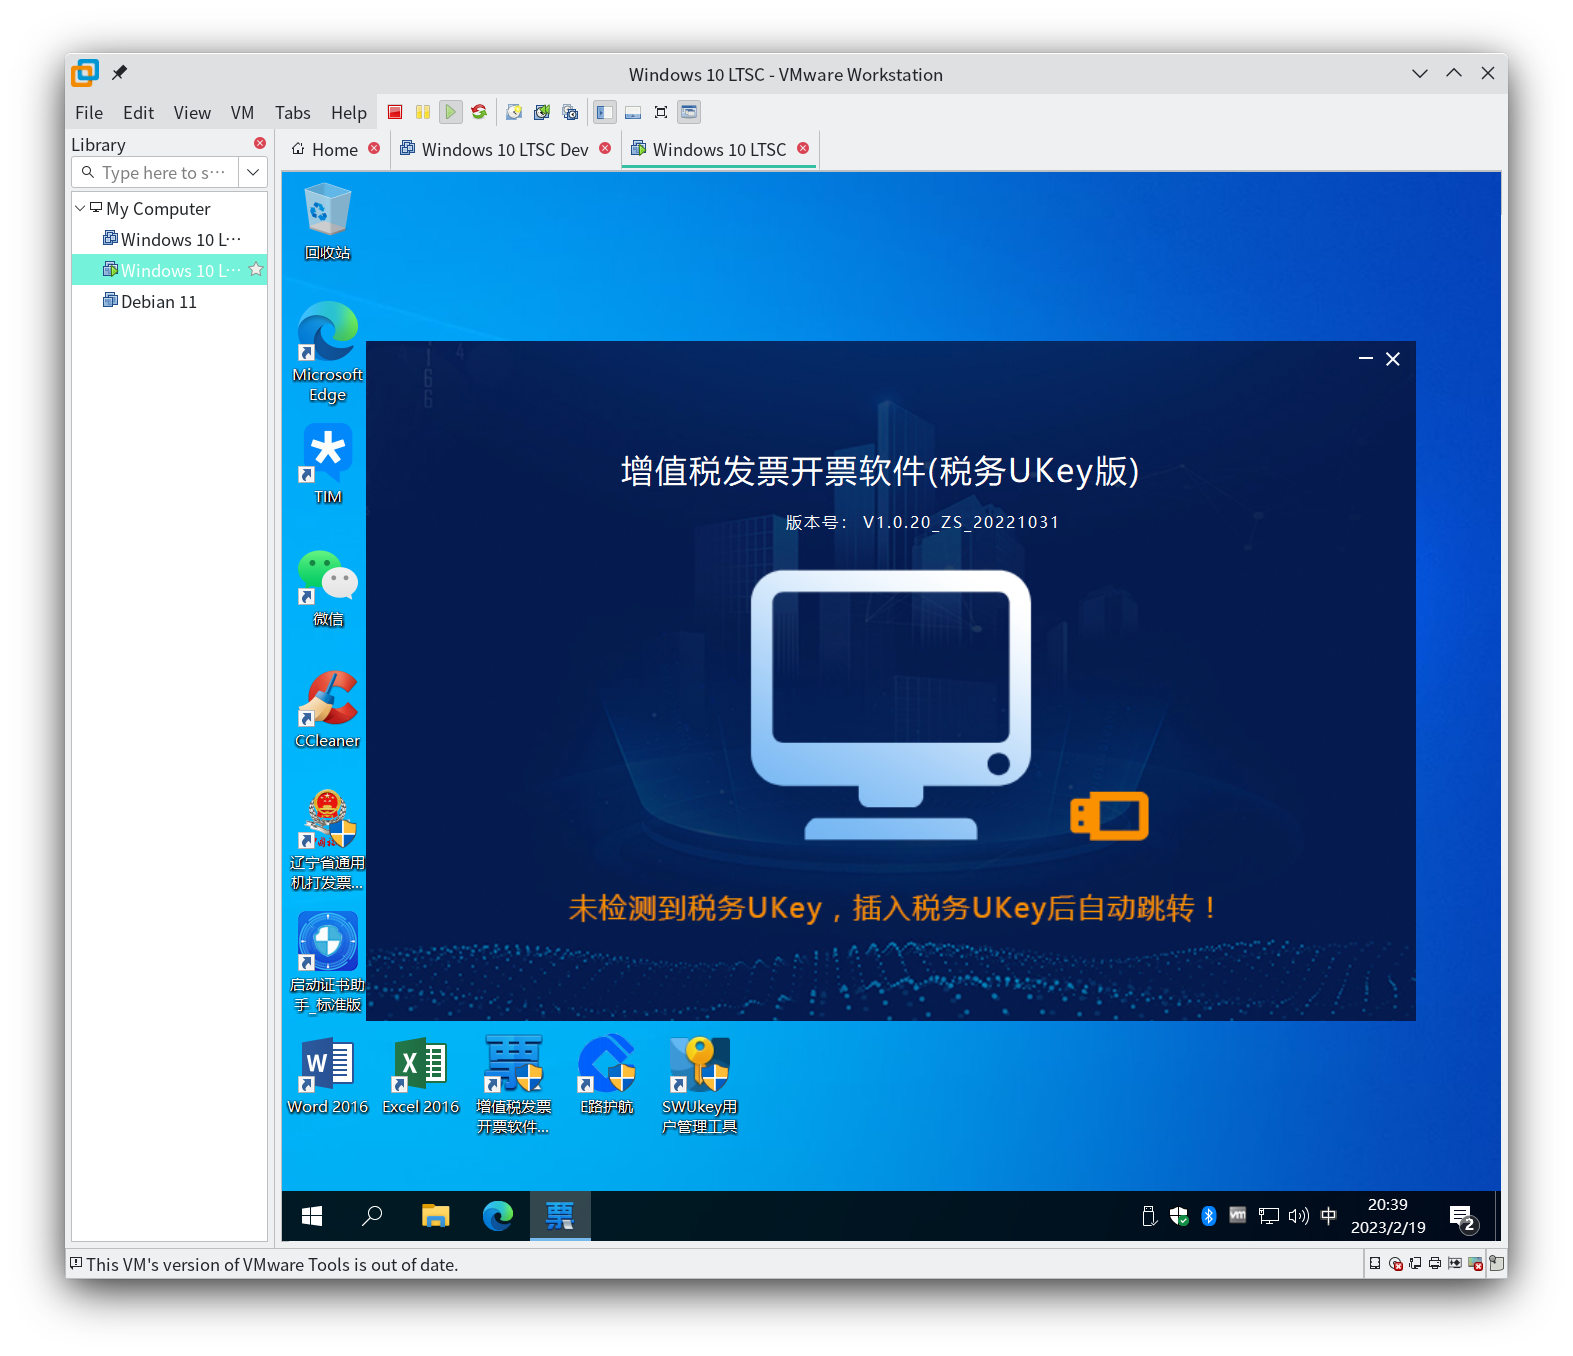 Windows 10 LTSC - VMware Workstation
File Edit View VM Tabs Help
Library
Type here to s···
My Computer
Windows 10 L···
Windows 10 L···
Debian 11
Home
Windows 10 LTSC Dev
Windows 10 LTSC
回收站
Microsoft
Edge
TIM
微信
CCleaner
辽宁省通用
机打发票...
启动证书助
手_标准版
增值税发票开票软件(税务UKey版)
版本号： V1.0.20_ZS_20221031
未检测到税务UKey，插入税务UKey后自动跳转！
Word 2016
Excel 2016
增值税发票
开票软件...
E路护航
SWUkey用
户管理工具
票
中
20:39
2023/2/19
2
This VM's version of VMware Tools is out of date.